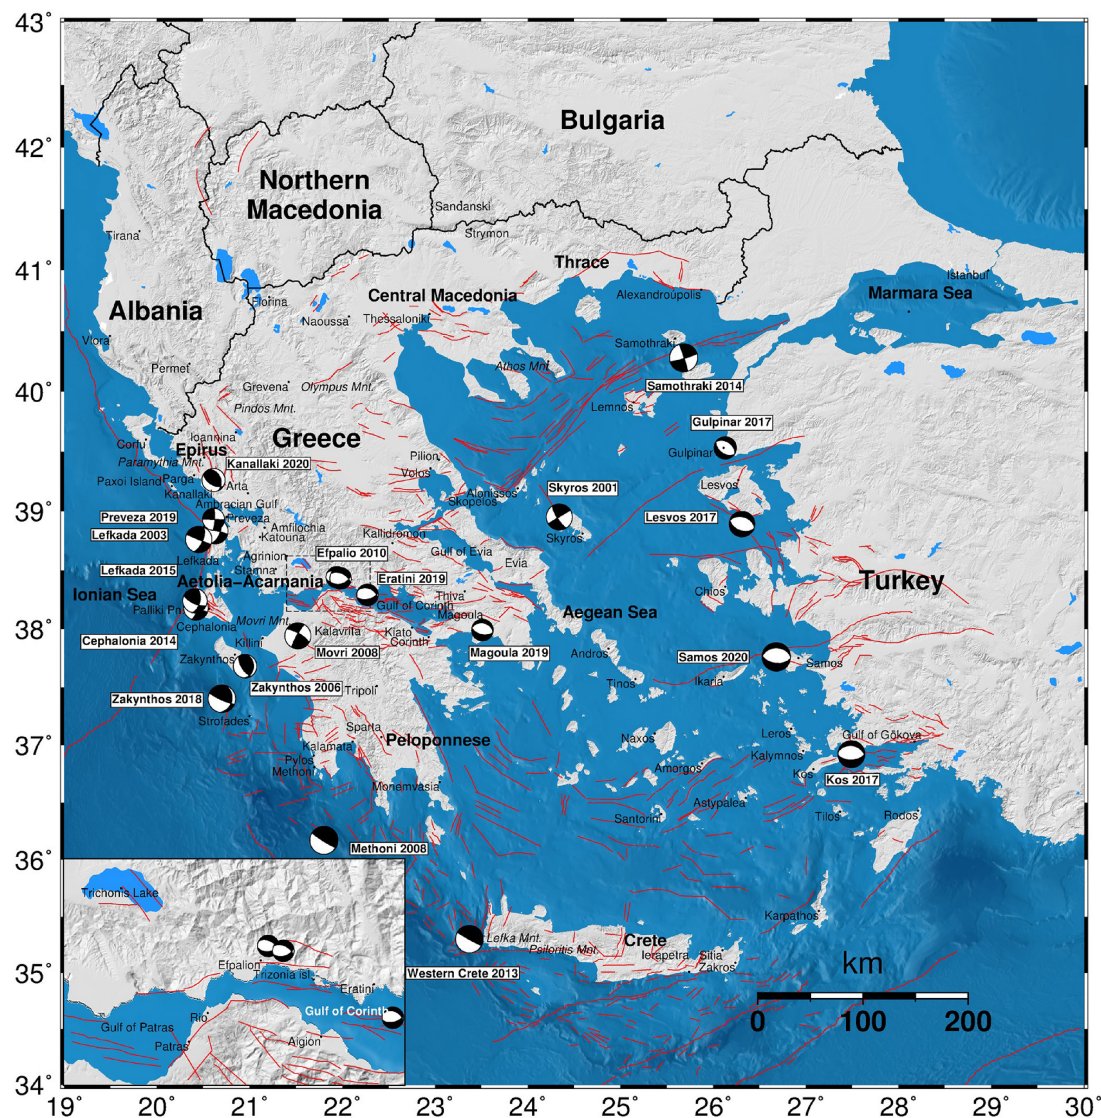 43°
42°
41°
40°
39°
38°
37°
36°
35°
34°
19°
20°
21°
22°
23°
24°
25°
26°
27°
28°
29°
30°
Bulgaria
Northern
Macedonia
Sandanski
Strymon
Tirana
Thrace
Istanbul
Marmara Sea
Albania
Florina
Central Macedonia
Alexandroupolis
Naoussa
Thessaloniki
Vlora
Samothraki
Permet
Athos Mnt.
Grevena
Olympus Mnt.
Samothraki 2014
Pindos Mnt.
Lemnos
Gulpinar 2017
Ioannina
Greece
Corfu
Epirus
Gulpinar
Paramythia Mnt.
Kanallaki 2020
Pilion
Volos
Paxoi Island
Parga
Arta
Kanallaki
Alonissos
Skyros 2001
Lesvos
Skopelos
Ambracian Gulf
Preveza 2019
Preveza
Lesvos 2017
Lefkada 2003
Amfilochia
Katouna
Kallidromon
Skyros
Lefkada
Agrinion
Efpalio 2010
Gulf of Evia
Evia
Lefkada 2015
Stamna
Aetolia–Acarnania
Eratini 2019
Turkey
Ionian Sea
Thiva
Chios
Palliki Pn.
Gulf of Corinth
Magoula
Aegean Sea
Cephalonia
Movri Mnt.
Kalavrita
Kiato
Corinth
Cephalonia 2014
Killini
Movri 2008
Magoula 2019
Andros
Samos 2020
Samos
Zakynthos
Zakynthos 2006
Tinos
Ikaria
Zakynthos 2018
Tripoli
Strofades
Sparta
Peloponnese
Naxos
Leros
Gulf of Gökova
Kalamata
Pylos
Methoni
Amorgos
Kalymnos
Kos
Kos 2017
Monemvasia
Astypalea
Santorini
Tilos
Rodos
Methoni 2008
Karpathos
Lefka Mnt.
Psiloritis Mnt.
Crete
Ierapetra
Sitia
Zakros
Western Crete 2013
km
0
100
200
Trichonis Lake
Efpalion
Trizonia isl.
Eratini
Gulf of Corinth
Rio
Gulf of Patras
Patras
Aigion